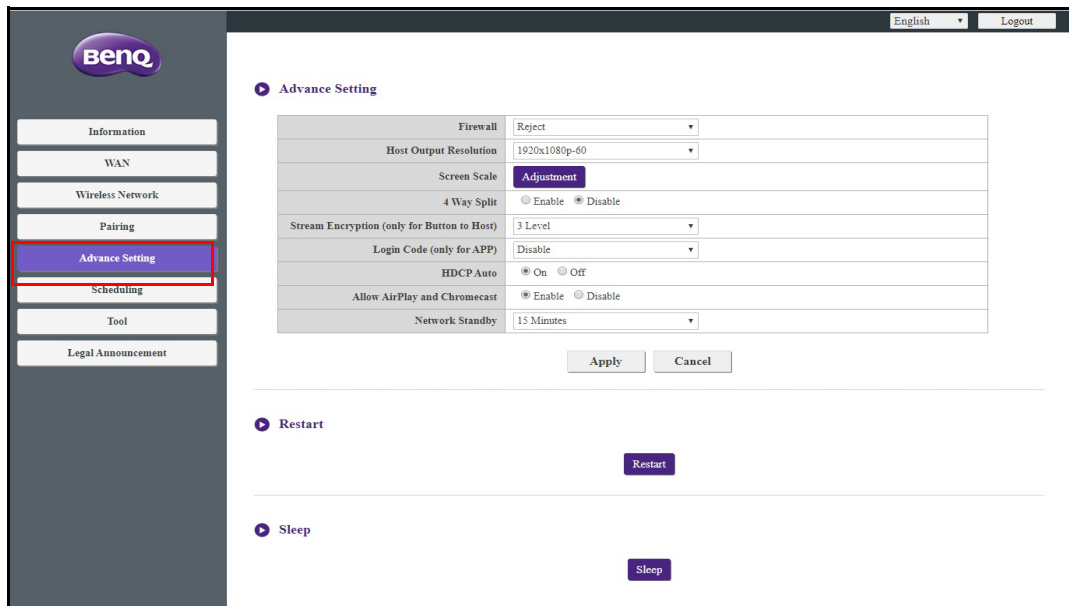 English Logout
BenQ
Advance Setting
Information
WAN
Wireless Network
Pairing
Advance Setting
Scheduling
Tool
Legal Announcement
Firewall Reject
Host Output Resolution 1920x1080p-60
Screen Scale Adjustment
4 Way Split Enable Disable
Stream Encryption (only for Button to Host) 3 Level
Login Code (only for APP) Disable
HDCP Auto On Off
Allow AirPlay and Chromecast Enable Disable
Network Standby 15 Minutes
Apply Cancel
Restart
Restart
Sleep
Sleep